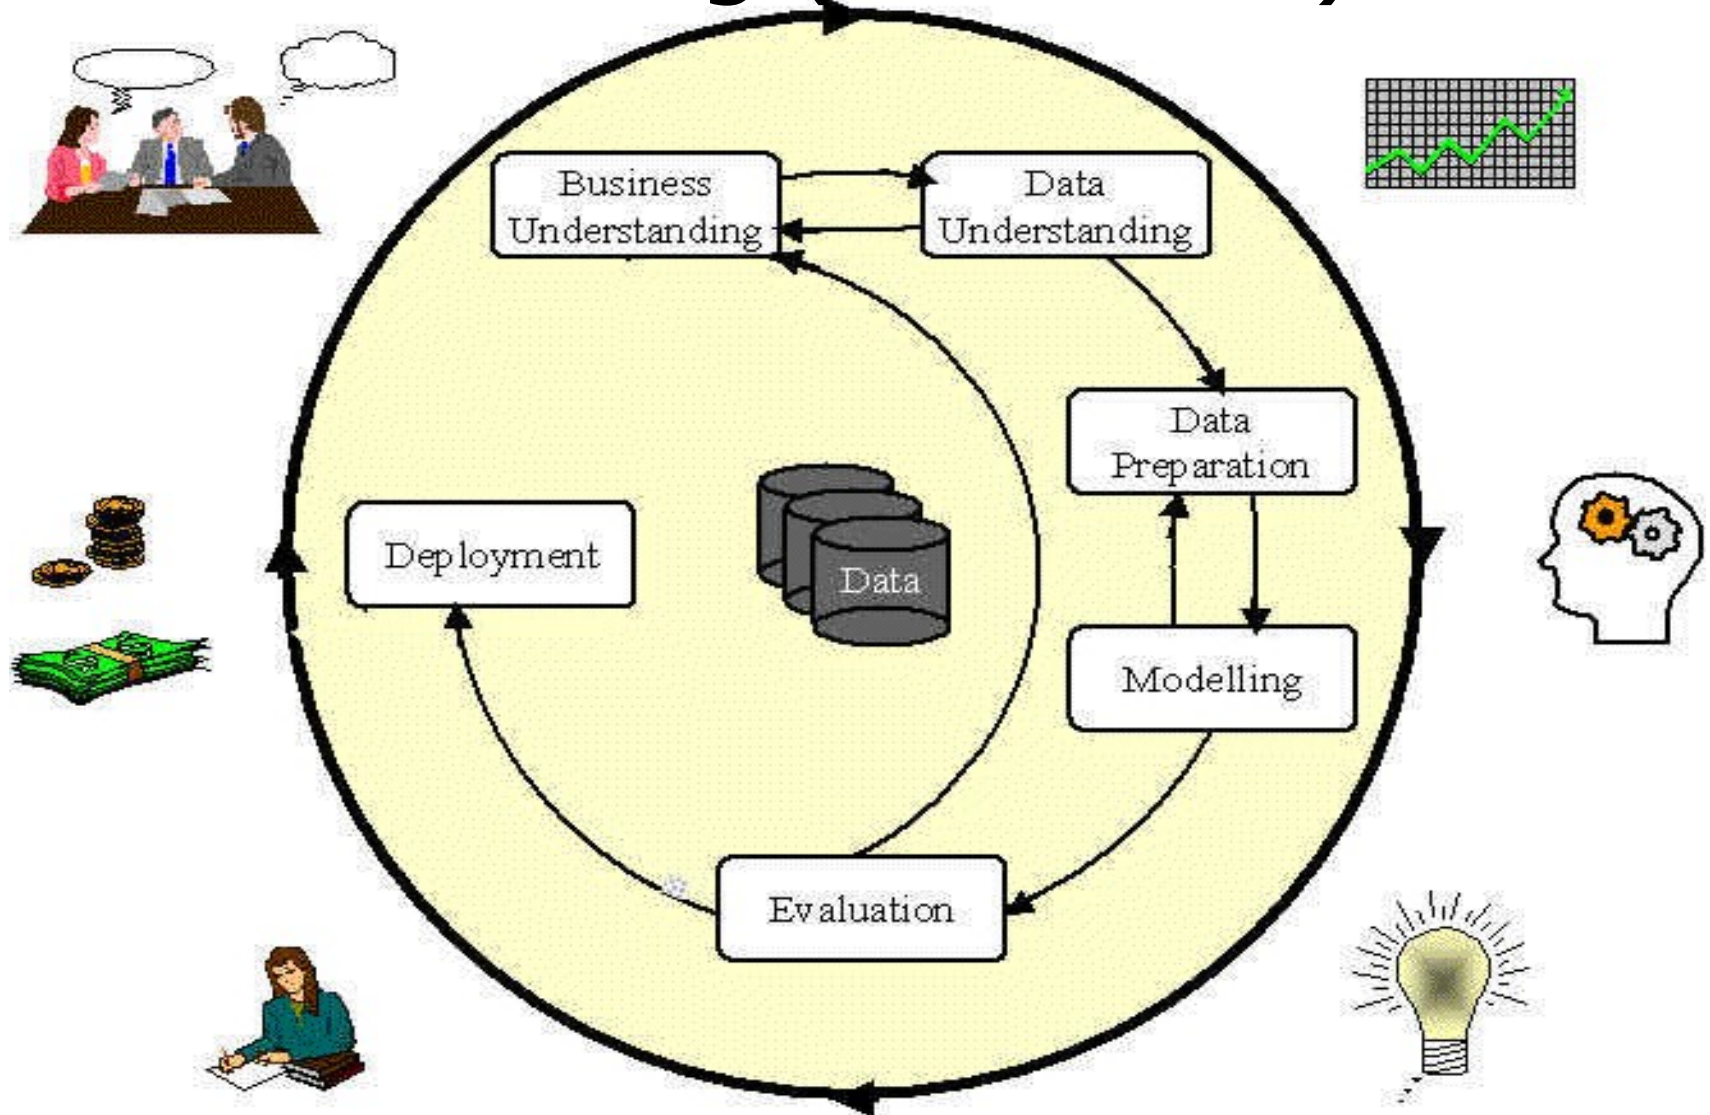 Business
Understanding
Data
Understanding
Data
Preparation
Deployment
Data
Modelling
Evaluation